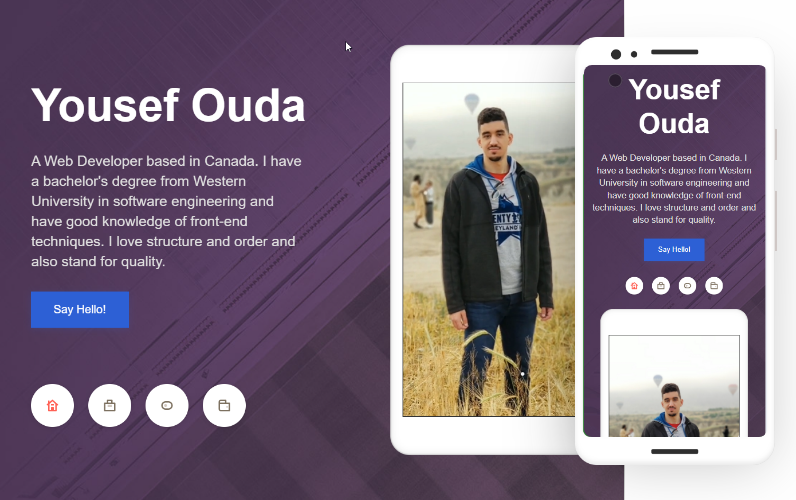 Yousef Ouda
A Web Developer based in Canada. I have
a bachelor's degree from Western
University in software engineering and
have good knowledge of front-end
techniques. I love structure and order and
also stand for quality.
Say Hello!
Yousef
Ouda
A Web Developer based in Canada. I
have a bachelor's degree from Western
University in software engineering and
have good knowledge of front-end
techniques. I love structure and order and
also stand for quality.
Say Hello!